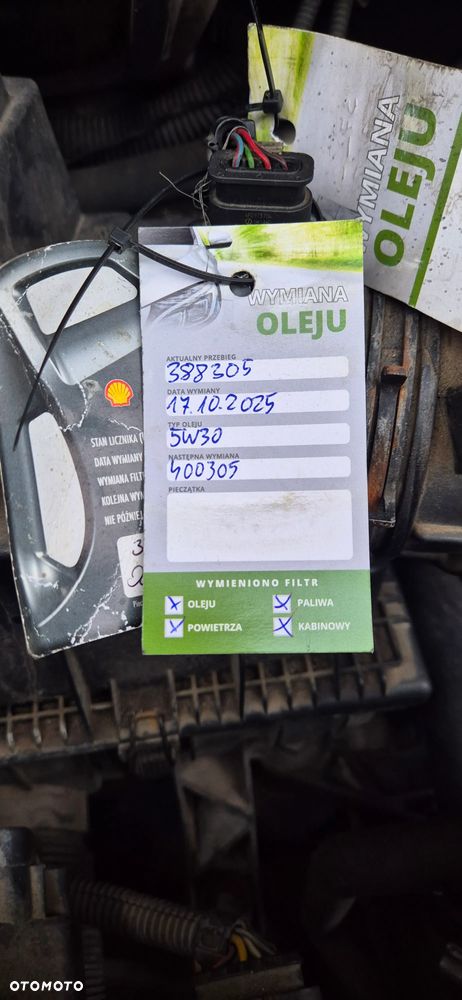 WYMIANA
OLEJU
WYMIANA
OLEJU
AKTUALNY PRZEBIEG
388305
DATA WYMIANY
17.10.2025
TYP OLEJU
5W30
NASTĘPNA WYMIANA
400305
PIECZĄTKA
WYMIENIONO FILTR
X OLEJU X PALIWA
X POWIETRZA X KABINOWY
STAN LICZNIKA
DATA WYMIANY
WYMIANA FILT
KOLEJNA WYM
NIE PÓŹNIEJ
OTOMOTO